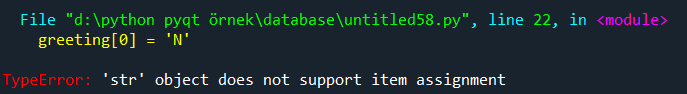 File "d:\python pyqt örnek\database\untitled58.py", line 22, in <module>
greeting[0] = 'N'
TypeError: 'str' object does not support item assignment